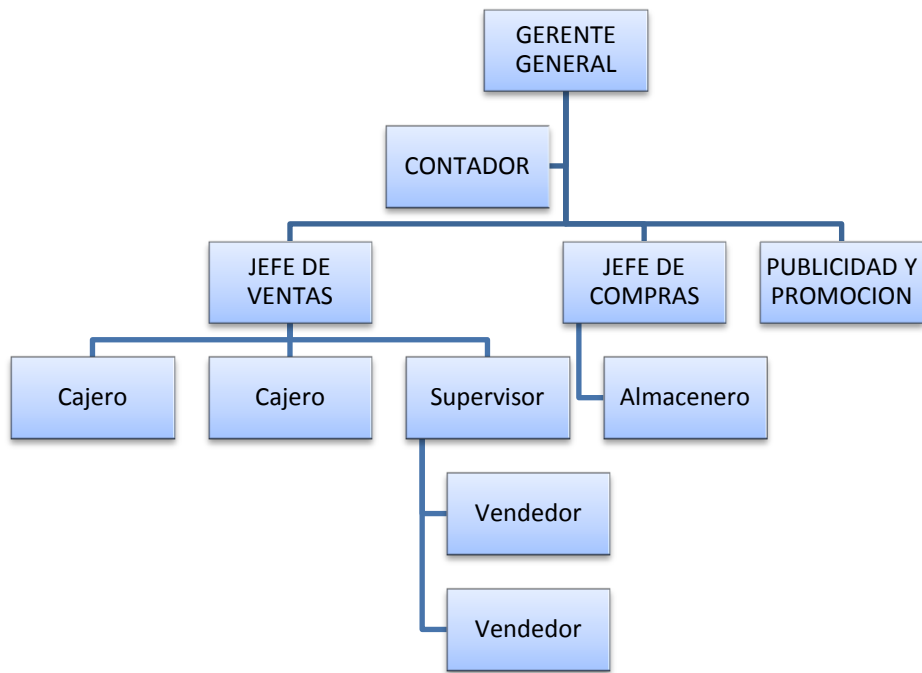 GERENTE
GENERAL
CONTADOR
JEFE DE
VENTAS
JEFE DE
COMPRAS
PUBLICIDAD Y
PROMOCION
Cajero
Cajero
Supervisor
Almacenero
Vendedor
Vendedor